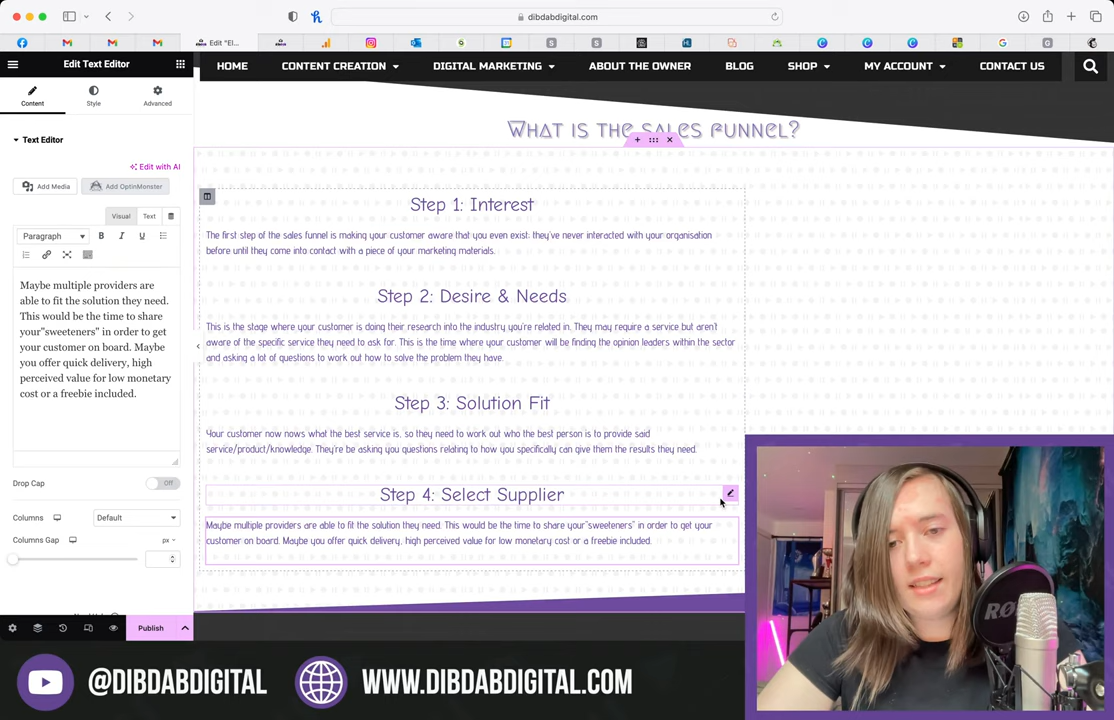 dibdabdigital.com
Edit "El...
Edit Text Editor
HOME
CONTENT CREATION
DIGITAL MARKETING
ABOUT THE OWNER
BLOG
SHOP
MY ACCOUNT
CONTACT US
Content
Style
Advanced
WHAT IS THE SALES FUNNEL?
Text Editor
Edit with AI
Add Media
Add OptinMonster
Visual
Text
Paragraph
B
I
U
Maybe multiple providers are
able to fit the solution they need.
This would be the time to share
your"sweeteners" in order to get
your customer on board. Maybe
you offer quick delivery, high
perceived value for low monetary
cost or a freebie included.
Drop Cap
Off
Columns
Default
Columns Gap
px
Publish
Step 1: Interest
The first step of the sales funnel is making your customer aware that you even exist; they've never interacted with your organisation
before until they come into contact with a piece of your marketing materials.
Step 2: Desire & Needs
This is the stage where your customer is doing their research into the industry you're related in. They may require a service but aren't
aware of the specific service they need to ask for. This is the time where your customer will be finding the opinion leaders within the sector
and asking a lot of questions to work out how to solve the problem they have.
Step 3: Solution Fit
Your customer now nows what the best service is, so they need to work out who the best person is to provide said
service/product/knowledge. They're be asking you questions relating to how you specifically can give them the results they need.
Step 4: Select Supplier
Maybe multiple providers are able to fit the solution they need. This would be the time to share your"sweeteners" in order to get your
customer on board. Maybe you offer quick delivery, high perceived value for low monetary cost or a freebie included.
RØDE
@DIBDABDIGITAL
WWW.DIBDABDIGITAL.COM